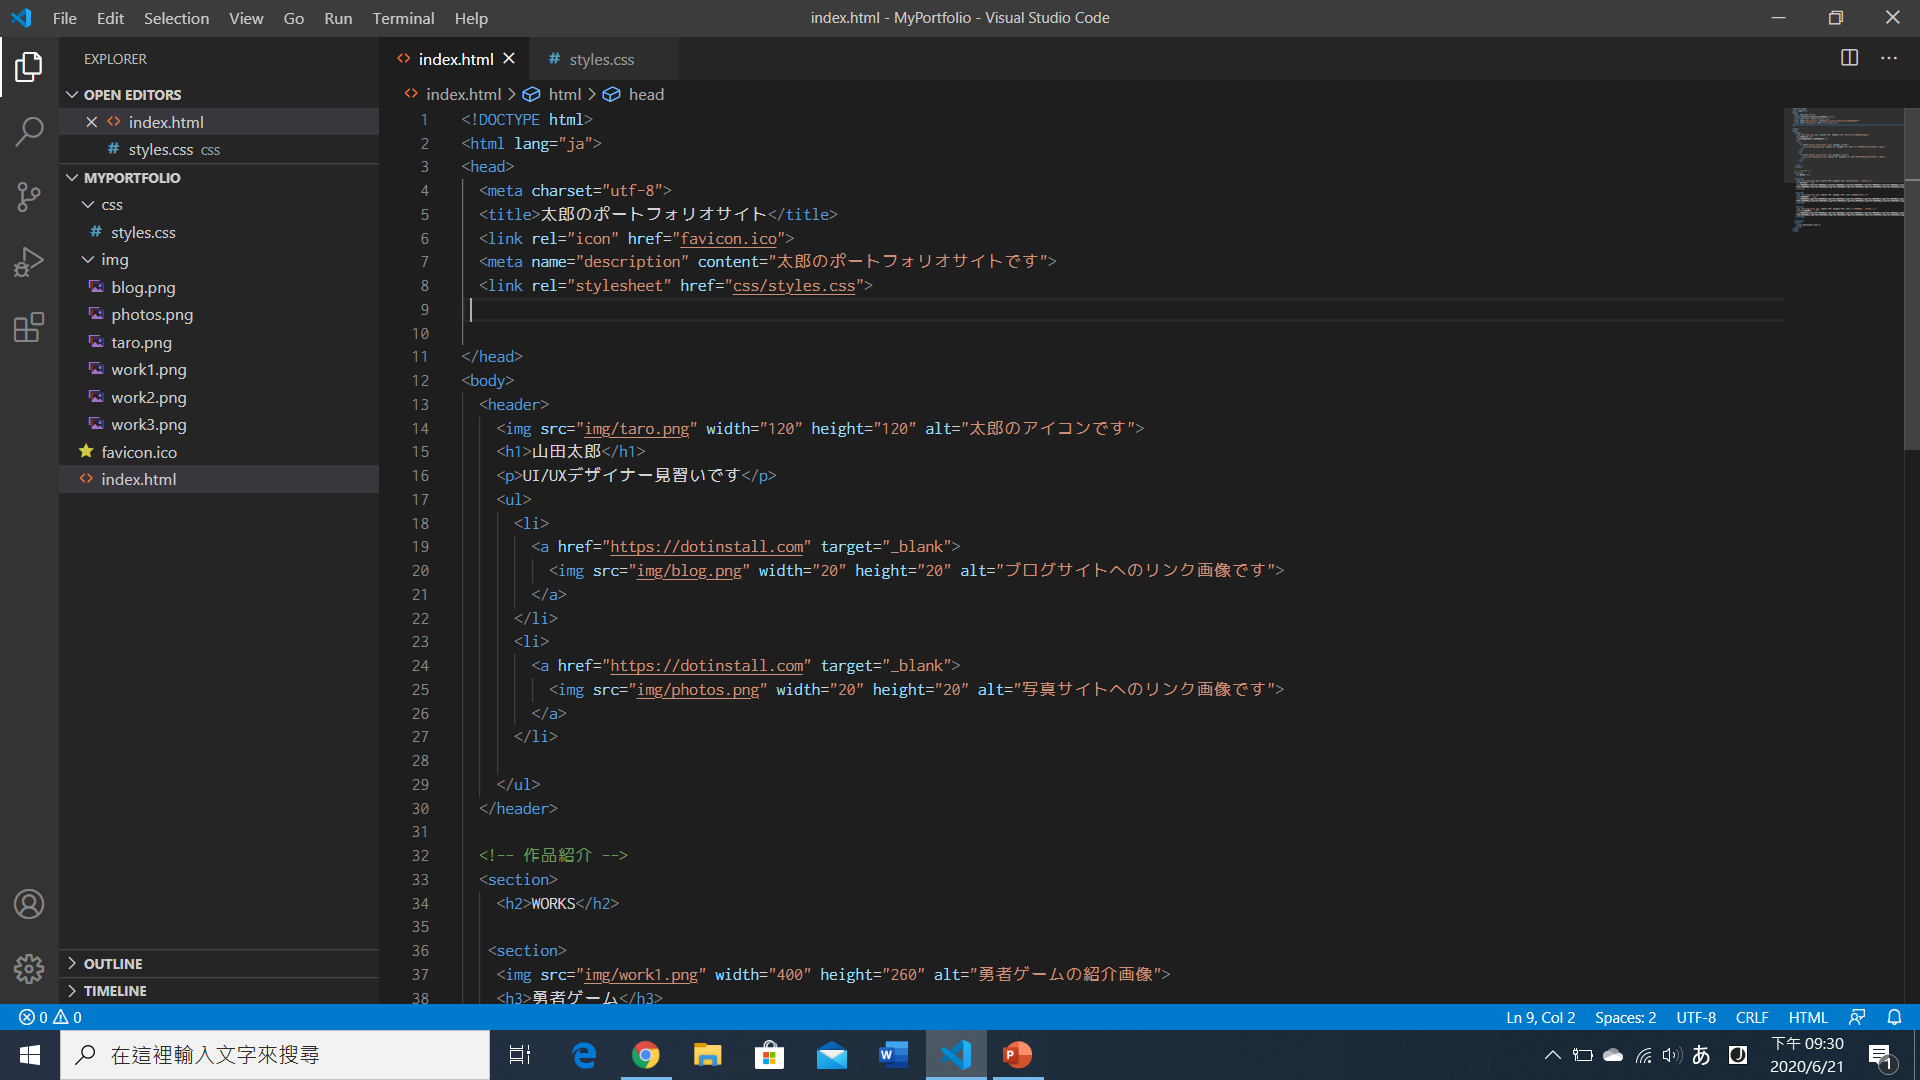 File Edit Selection View Go Run Terminal Help
index.html - MyPortfolio - Visual Studio Code
EXPLORER
OPEN EDITORS
index.html
styles.css css
MYPORTFOLIO
css
styles.css
img
blog.png
photos.png
taro.png
work1.png
work2.png
work3.png
favicon.ico
index.html
OUTLINE
TIMELINE
index.html
styles.css
index.html > html > head
1 <!DOCTYPE html>
2 <html lang="ja">
3 <head>
4 <meta charset="utf-8">
5 <title>太郎のポートフォリオサイト</title>
6 <link rel="icon" href="favicon.ico">
7 <meta name="description" content="太郎のポートフォリオサイトです">
8 <link rel="stylesheet" href="css/styles.css">
9
10
11 </head>
12 <body>
13 <header>
14 <img src="img/taro.png" width="120" height="120" alt="太郎のアイコンです">
15 <h1>山田太郎</h1>
16 <p>UI/UXデザイナー見習いです</p>
17 <ul>
18 <li>
19 <a href="https://dotinstall.com" target="_blank">
20 <img src="img/blog.png" width="20" height="20" alt="ブログサイトへのリンク画像です">
21 </a>
22 </li>
23 <li>
24 <a href="https://dotinstall.com" target="_blank">
25 <img src="img/photos.png" width="20" height="20" alt="写真サイトへのリンク画像です">
26 </a>
27 </li>
28
29 </ul>
30 </header>
31
32 <!-- 作品紹介 -->
33 <section>
34 <h2>WORKS</h2>
35
36 <section>
37 <img src="img/work1.png" width="400" height="260" alt="勇者ゲームの紹介画像">
38 <h3>勇者ゲーム</h3>
0 0
Ln 9, Col 2 Spaces: 2 UTF-8 CRLF HTML
在這裡輸入文字來搜尋
あ
J
下午 09:30
2020/6/21
1